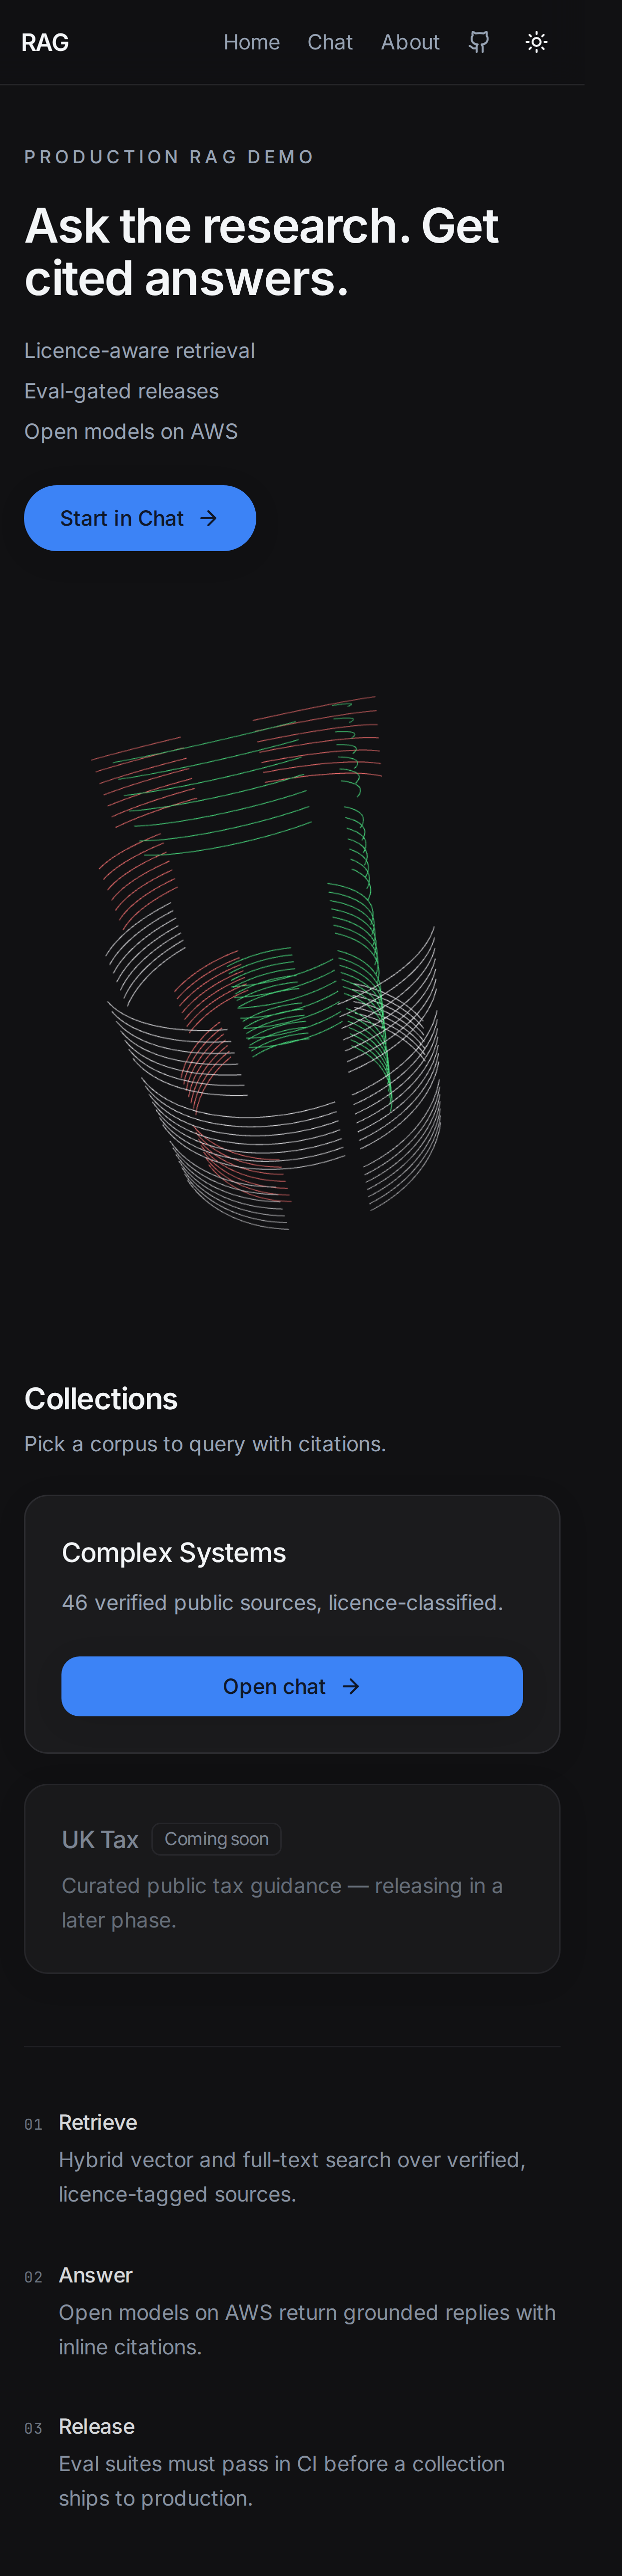 RAG
Home Chat About
PRODUCTION RAG DEMO
Ask the research. Get
cited answers.
Licence-aware retrieval
Eval-gated releases
Open models on AWS
Start in Chat →
Collections
Pick a corpus to query with citations.
Complex Systems
46 verified public sources, licence-classified.
Open chat →
UK Tax Coming soon
Curated public tax guidance — releasing in a
later phase.
01 Retrieve
Hybrid vector and full-text search over verified,
licence-tagged sources.
02 Answer
Open models on AWS return grounded replies with
inline citations.
03 Release
Eval suites must pass in CI before a collection
ships to production.